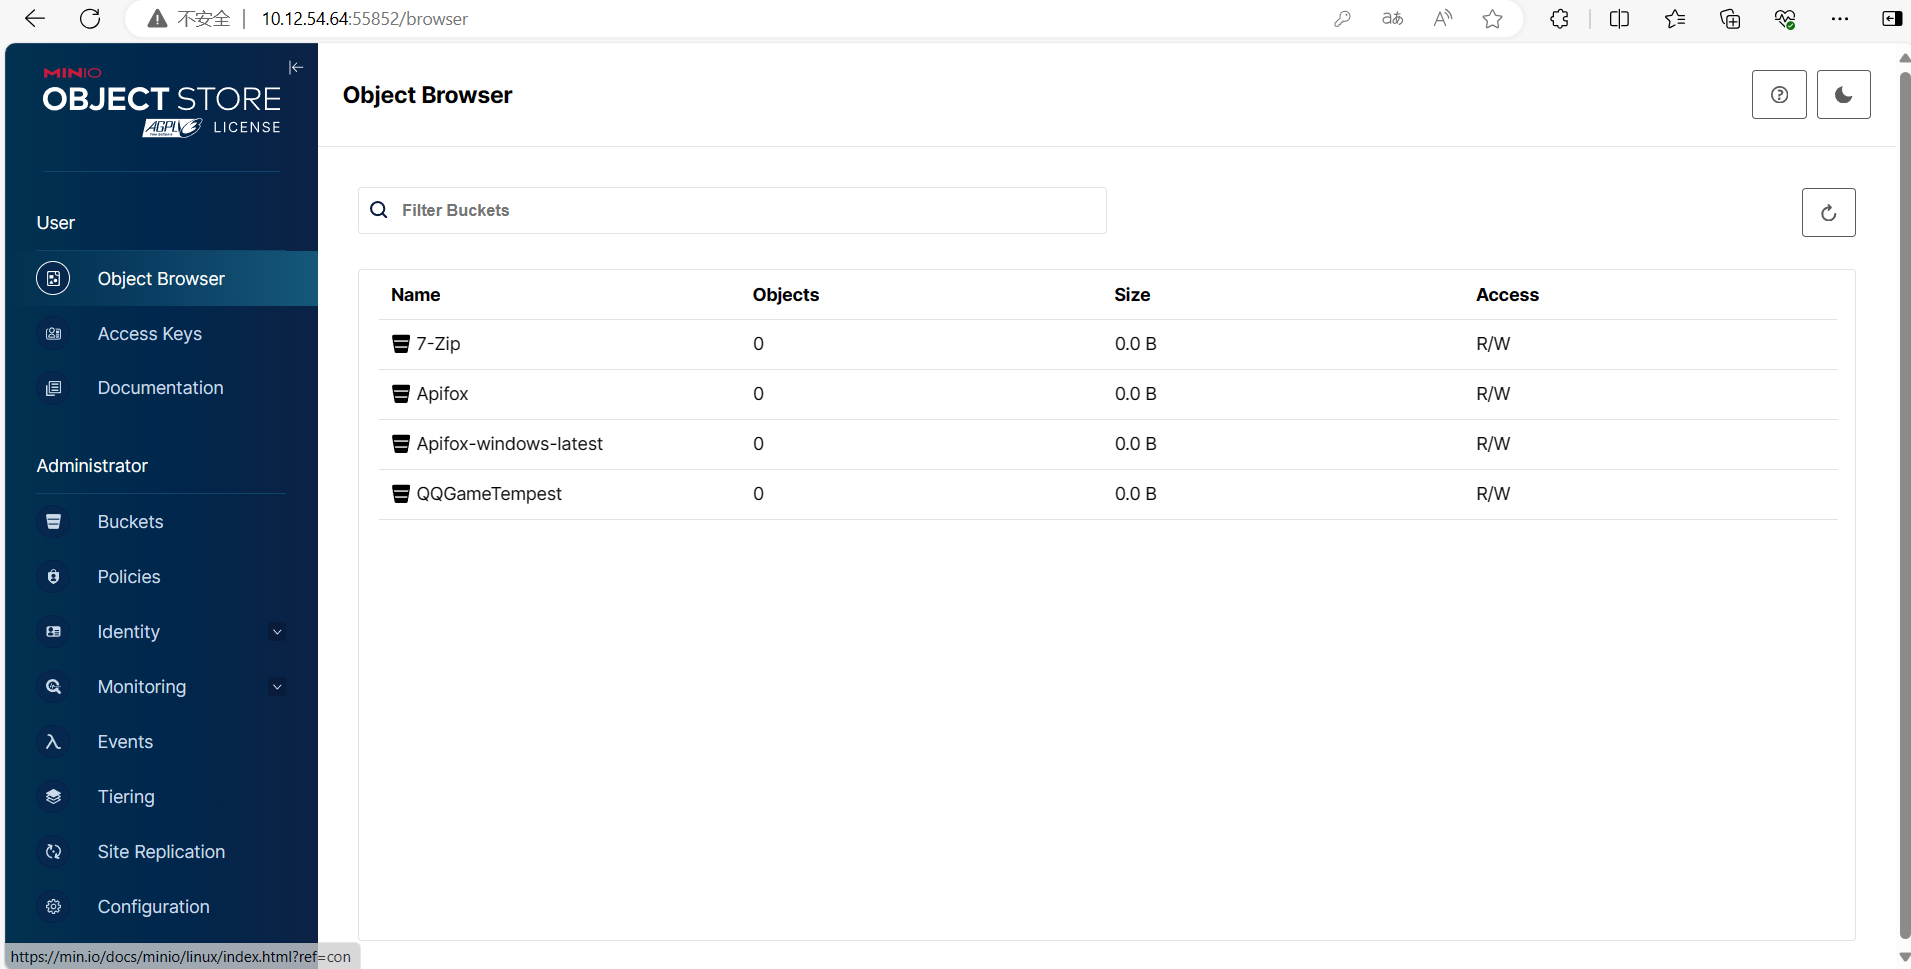 不安全 10.12.54.64:55852/browser
MINIO
OBJECT STORE
AGPLV3 LICENSE
User
Object Browser
Access Keys
Documentation
Administrator
Buckets
Policies
Identity
Monitoring
Events
Tiering
Site Replication
Configuration
https://min.io/docs/minio/linux/index.html?ref=con
Object Browser
Filter Buckets
Name Objects Size Access
7-Zip 0 0.0 B R/W
Apifox 0 0.0 B R/W
Apifox-windows-latest 0 0.0 B R/W
QQGameTempest 0 0.0 B R/W